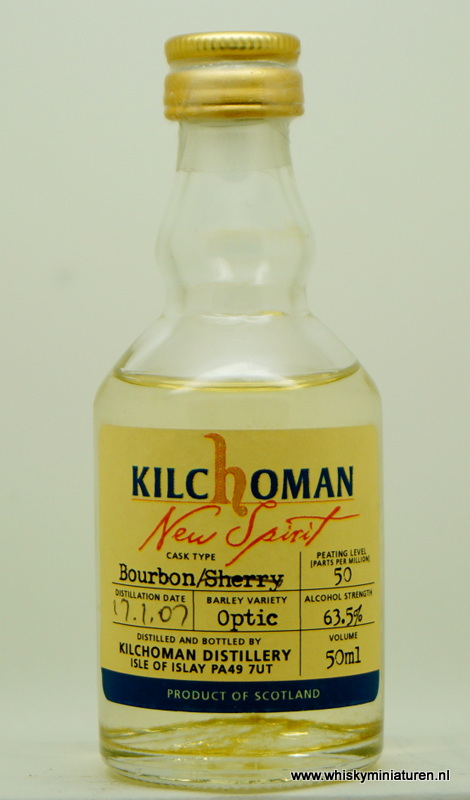 KILCHOMAN
New Spirit
CASK TYPE
Bourbon/Sherry
PEATING LEVEL
(PARTS PER MILLION)
50
DISTILLATION DATE
17.1.07
BARLEY VARIETY
Optic
ALCOHOL STRENGTH
63.5%
DISTILLED AND BOTTLED BY
KILCHOMAN DISTILLERY
ISLE OF ISLAY PA49 7UT
VOLUME
50ml
PRODUCT OF SCOTLAND
www.whiskyminiaturen.nl